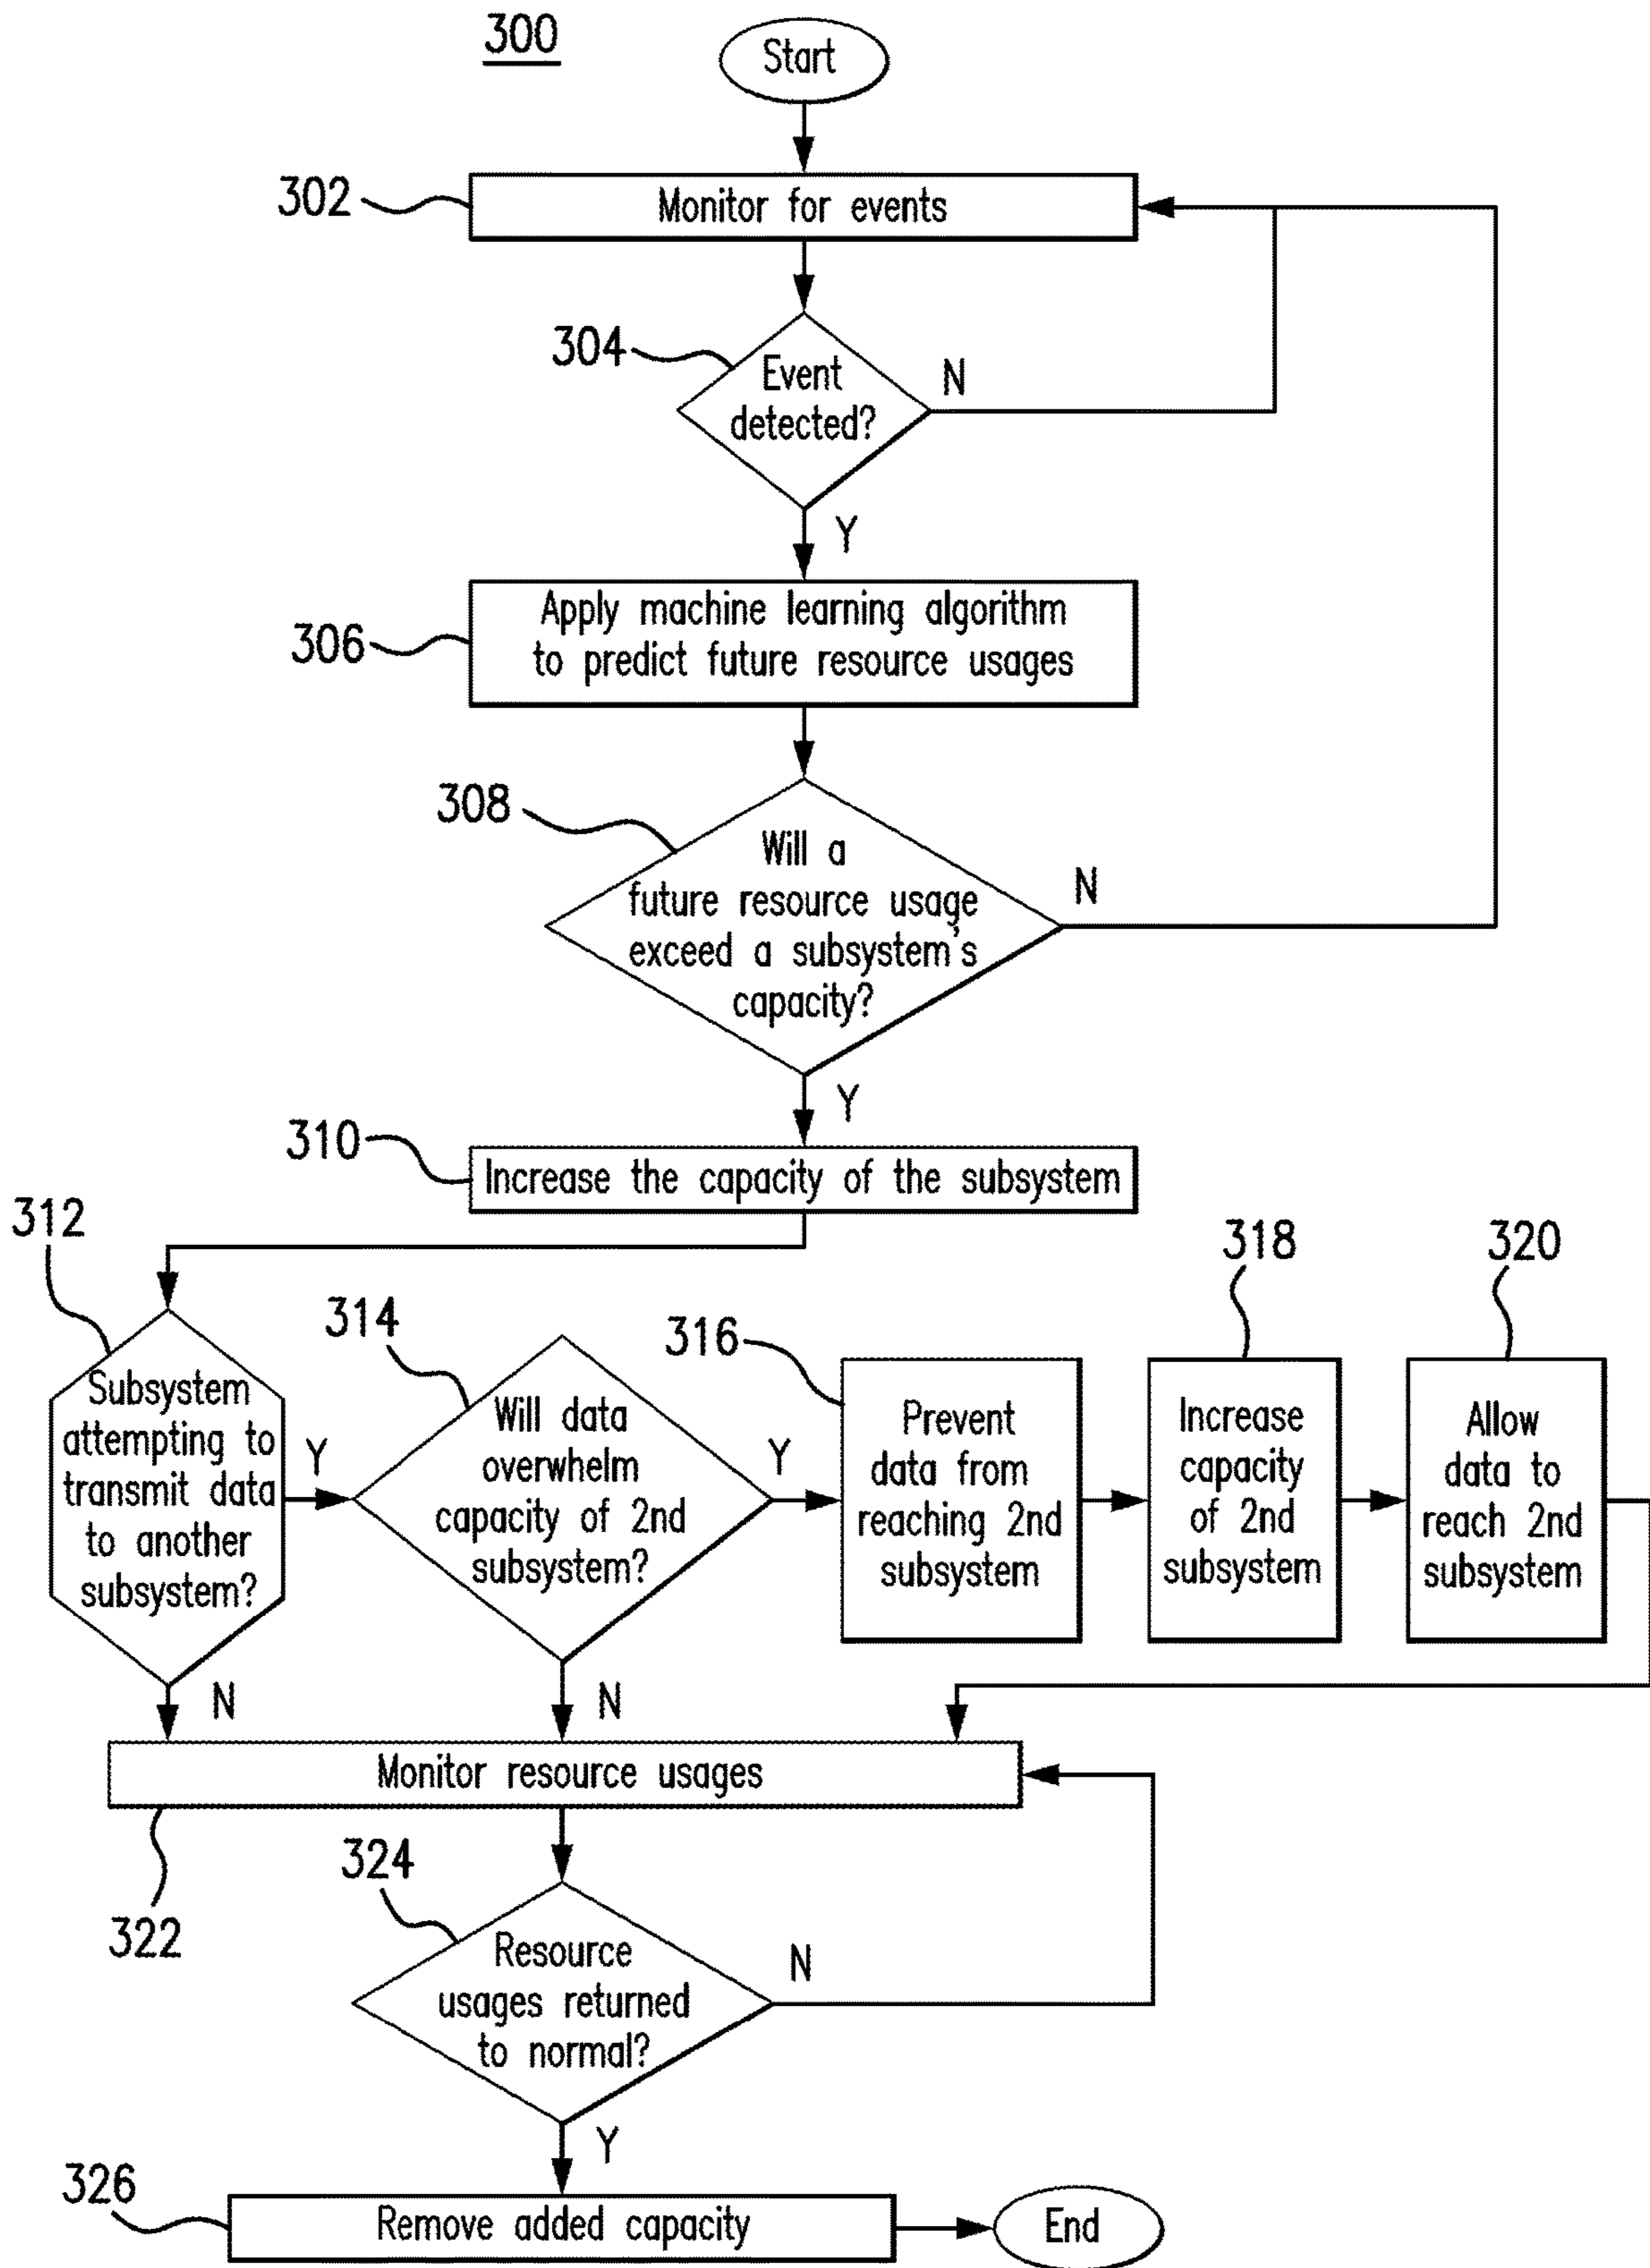 300
Start
302
Monitor for events
304
Event
detected?
N
Y
306
Apply machine learning algorithm
to predict future resource usages
308
Will a
future resource usage
exceed a subsystem's
capacity?
N
Y
310
Increase the capacity of the subsystem
312
Subsystem
attempting to
transmit data
to another
subsystem?
Y
N
314
Will data
overwhelm
capacity of 2nd
subsystem?
Y
N
316
Prevent
data from
reaching 2nd
subsystem
318
Increase
capacity
of 2nd
subsystem
320
Allow
data to
reach 2nd
subsystem
Monitor resource usages
322
324
Resource
usages returned
to normal?
N
Y
326
Remove added capacity
End